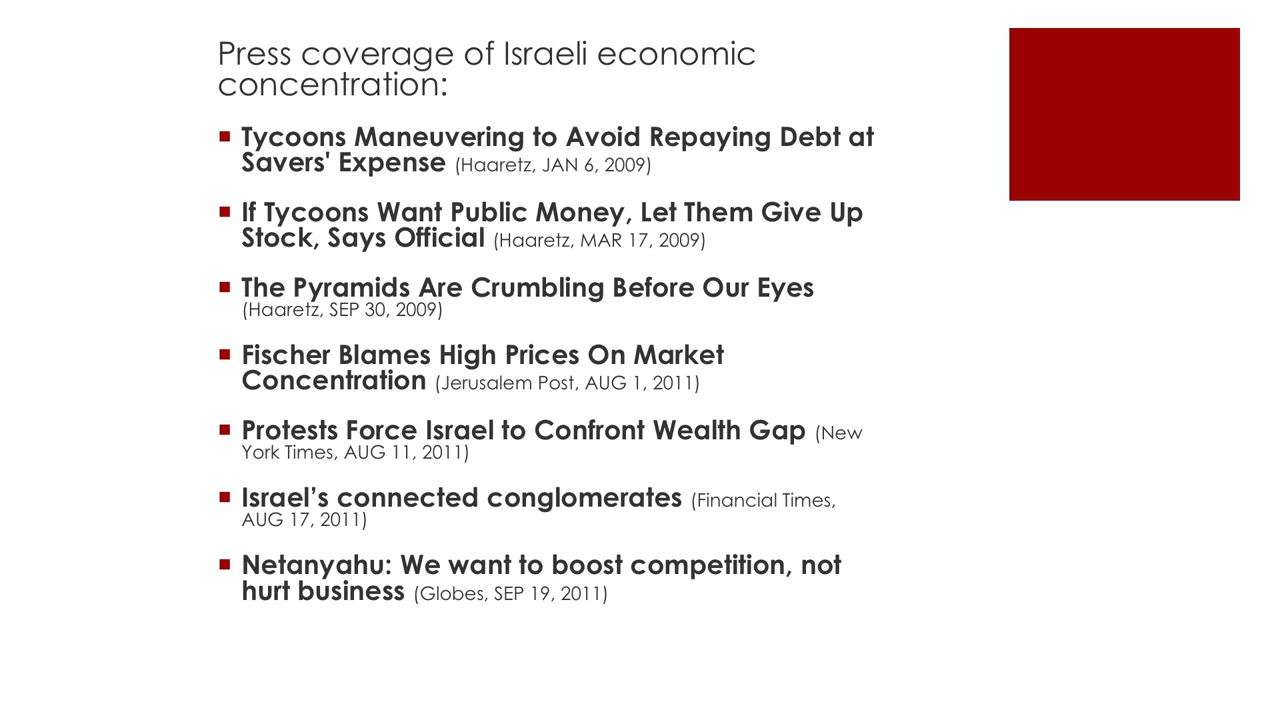 Press coverage of Israeli economic
concentration:
Tycoons Maneuvering to Avoid Repaying Debt at
Savers' Expense (Haaretz, JAN 6, 2009)
If Tycoons Want Public Money, Let Them Give Up
Stock, Says Official (Haaretz, MAR 17, 2009)
The Pyramids Are Crumbling Before Our Eyes
(Haaretz, SEP 30, 2009)
Fischer Blames High Prices On Market
Concentration (Jerusalem Post, AUG 1, 2011)
Protests Force Israel to Confront Wealth Gap (New
York Times, AUG 11, 2011)
Israel’s connected conglomerates (Financial Times,
AUG 17, 2011)
Netanyahu: We want to boost competition, not
hurt business (Globes, SEP 19, 2011)